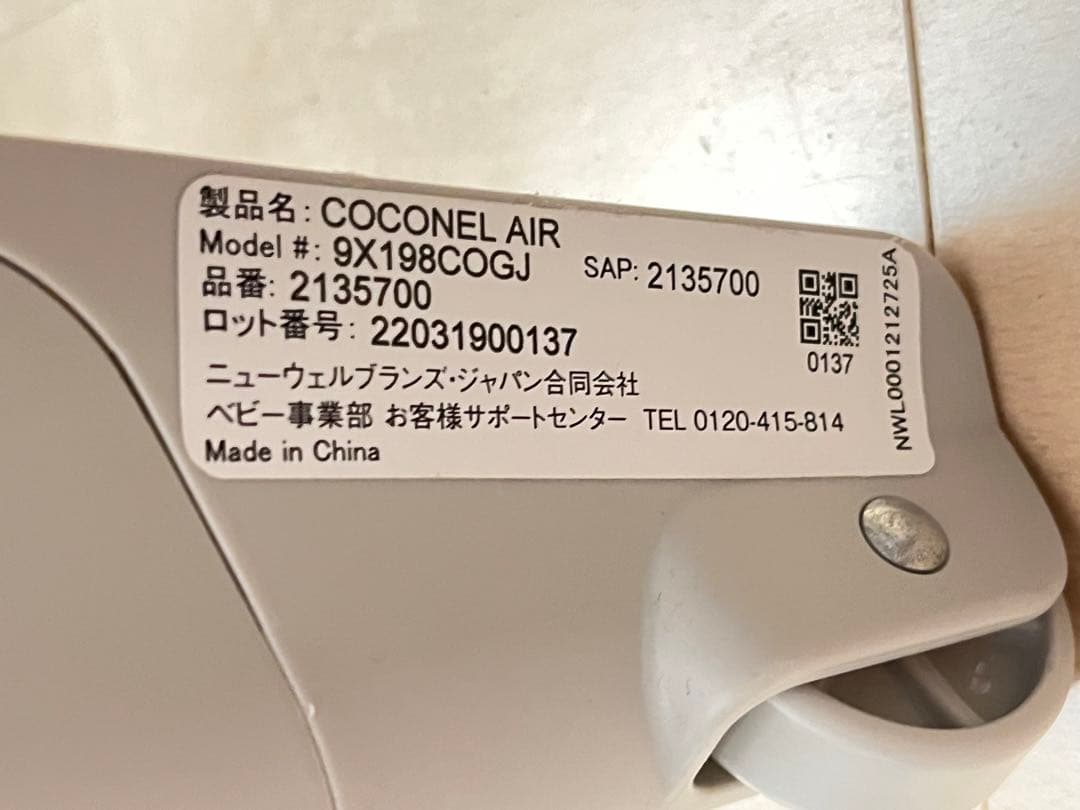 製品名: COCONEL AIR
Model #: 9X198COGJ
品番: 2135700
SAP: 2135700
ロット番号: 22031900137
ニューウェルブランズ・ジャパン合同会社
ベビー事業部 お客様サポートセンター TEL 0120-415-814
Made in China
0137
NWL0001212725A